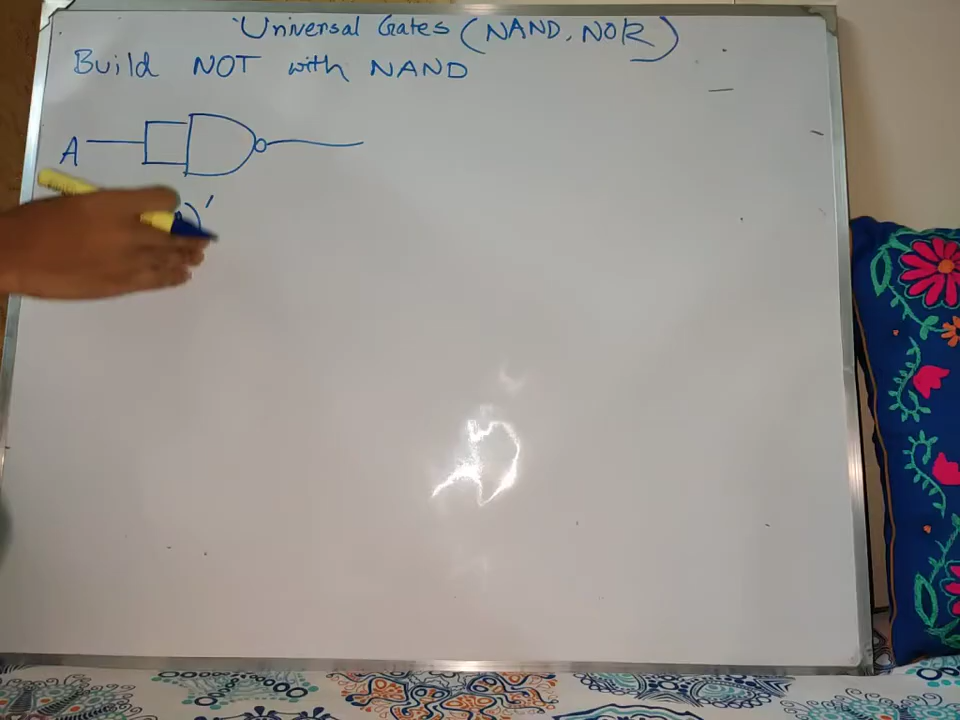 Universal Gates (NAND, NOR)
Build NOT with NAND
A
)'